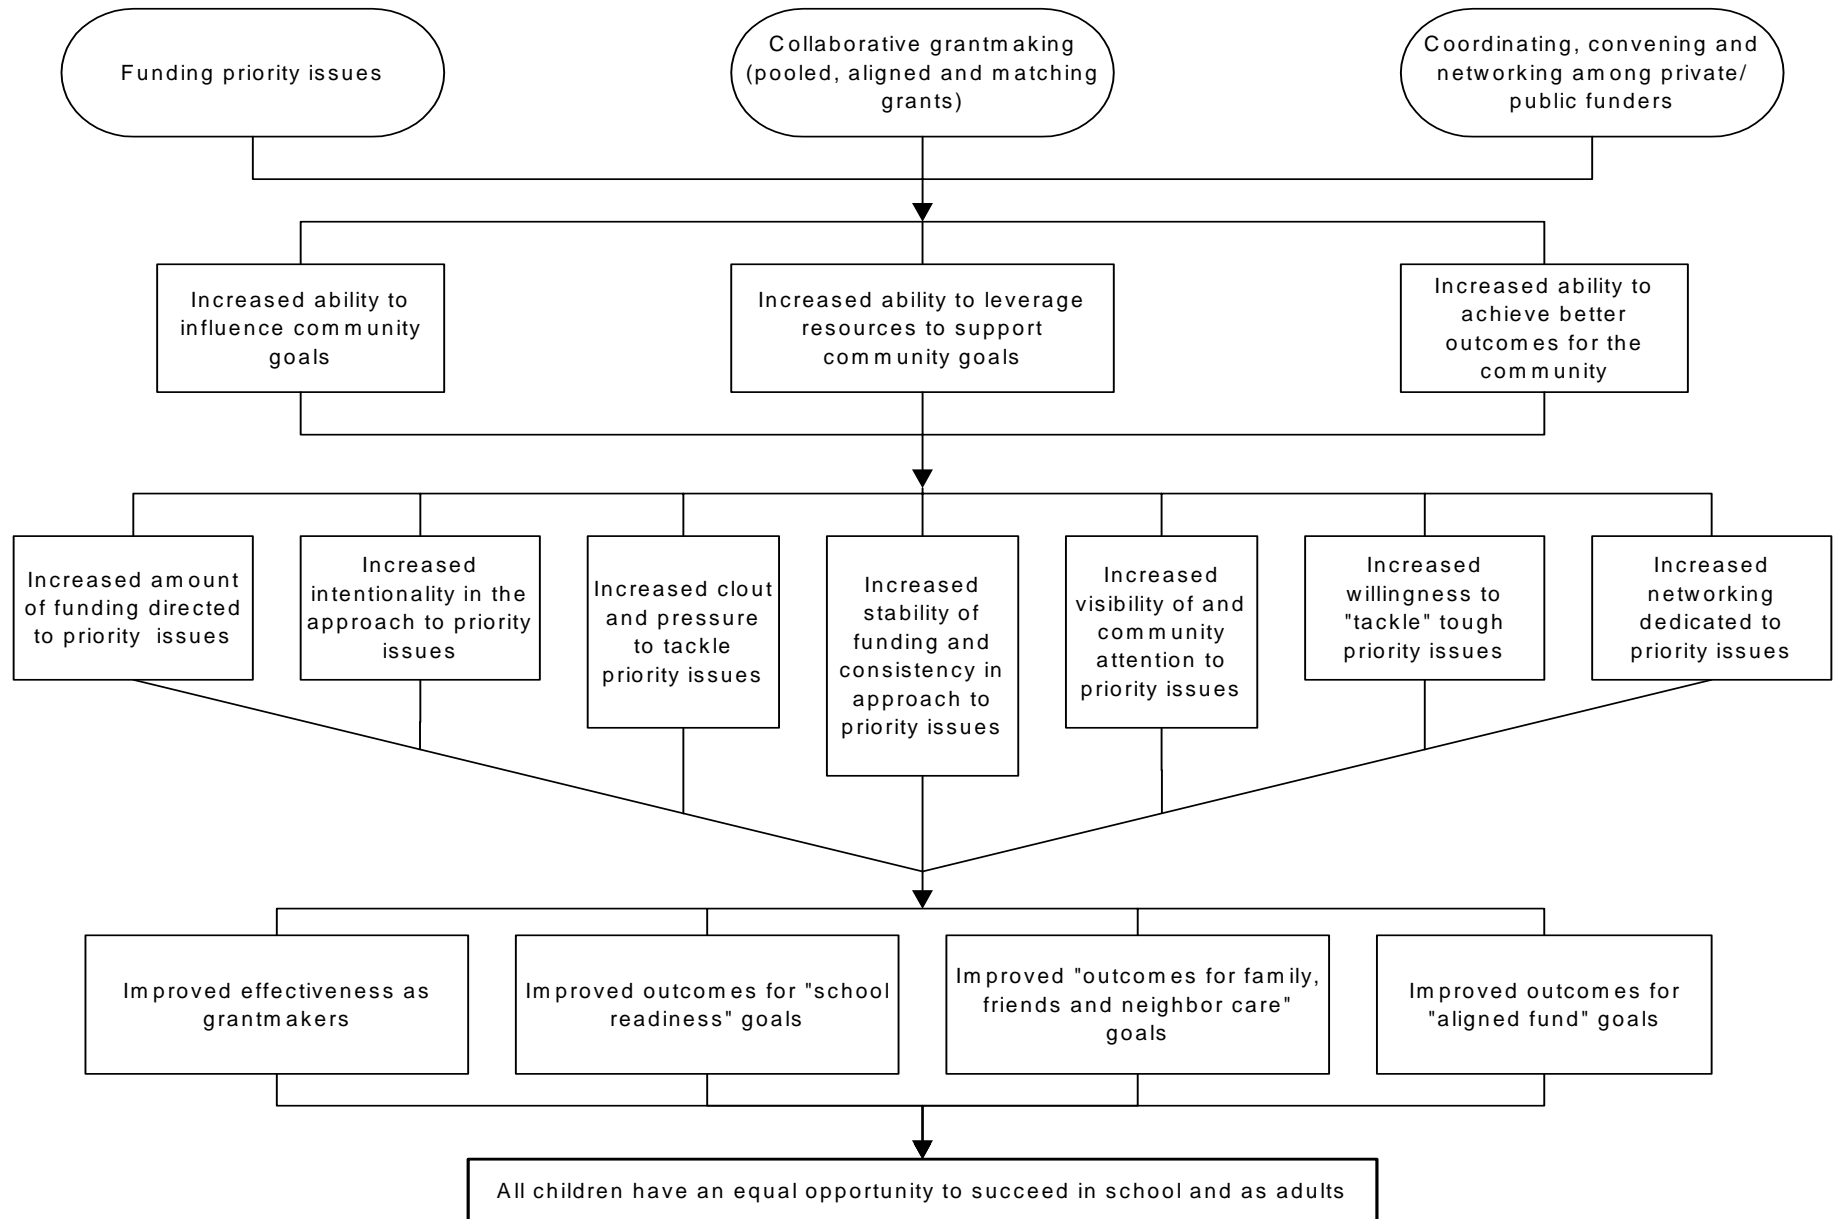 Funding priority issues
Collaborative grantmaking
(pooled, aligned and matching
grants)
Coordinating, convening and
networking among private/
public funders
Increased ability to
influence community
goals
Increased ability to leverage
resources to support
community goals
Increased ability to
achieve better
outcomes for the
community
Increased amount
of funding directed
to priority issues
Increased
intentionality in the
approach to priority
issues
Increased clout
and pressure
to tackle
priority issues
Increased
stability of
funding and
consistency in
approach to
priority issues
Increased
visibility of and
community
attention to
priority issues
Increased
willingness to
"tackle" tough
priority issues
Increased
networking
dedicated to
priority issues
Improved effectiveness as
grantmakers
Improved outcomes for "school
readiness" goals
Improved "outcomes for family,
friends and neighbor care"
goals
Improved outcomes for
"aligned fund" goals
All children have an equal opportunity to succeed in school and as adults